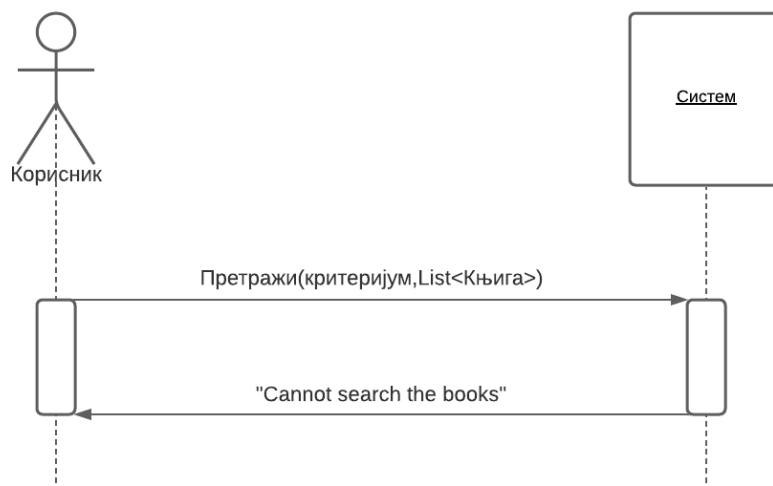 Систем
Корисник
Претражи(критеријум,List<Књига>)
"Cannot search the books"